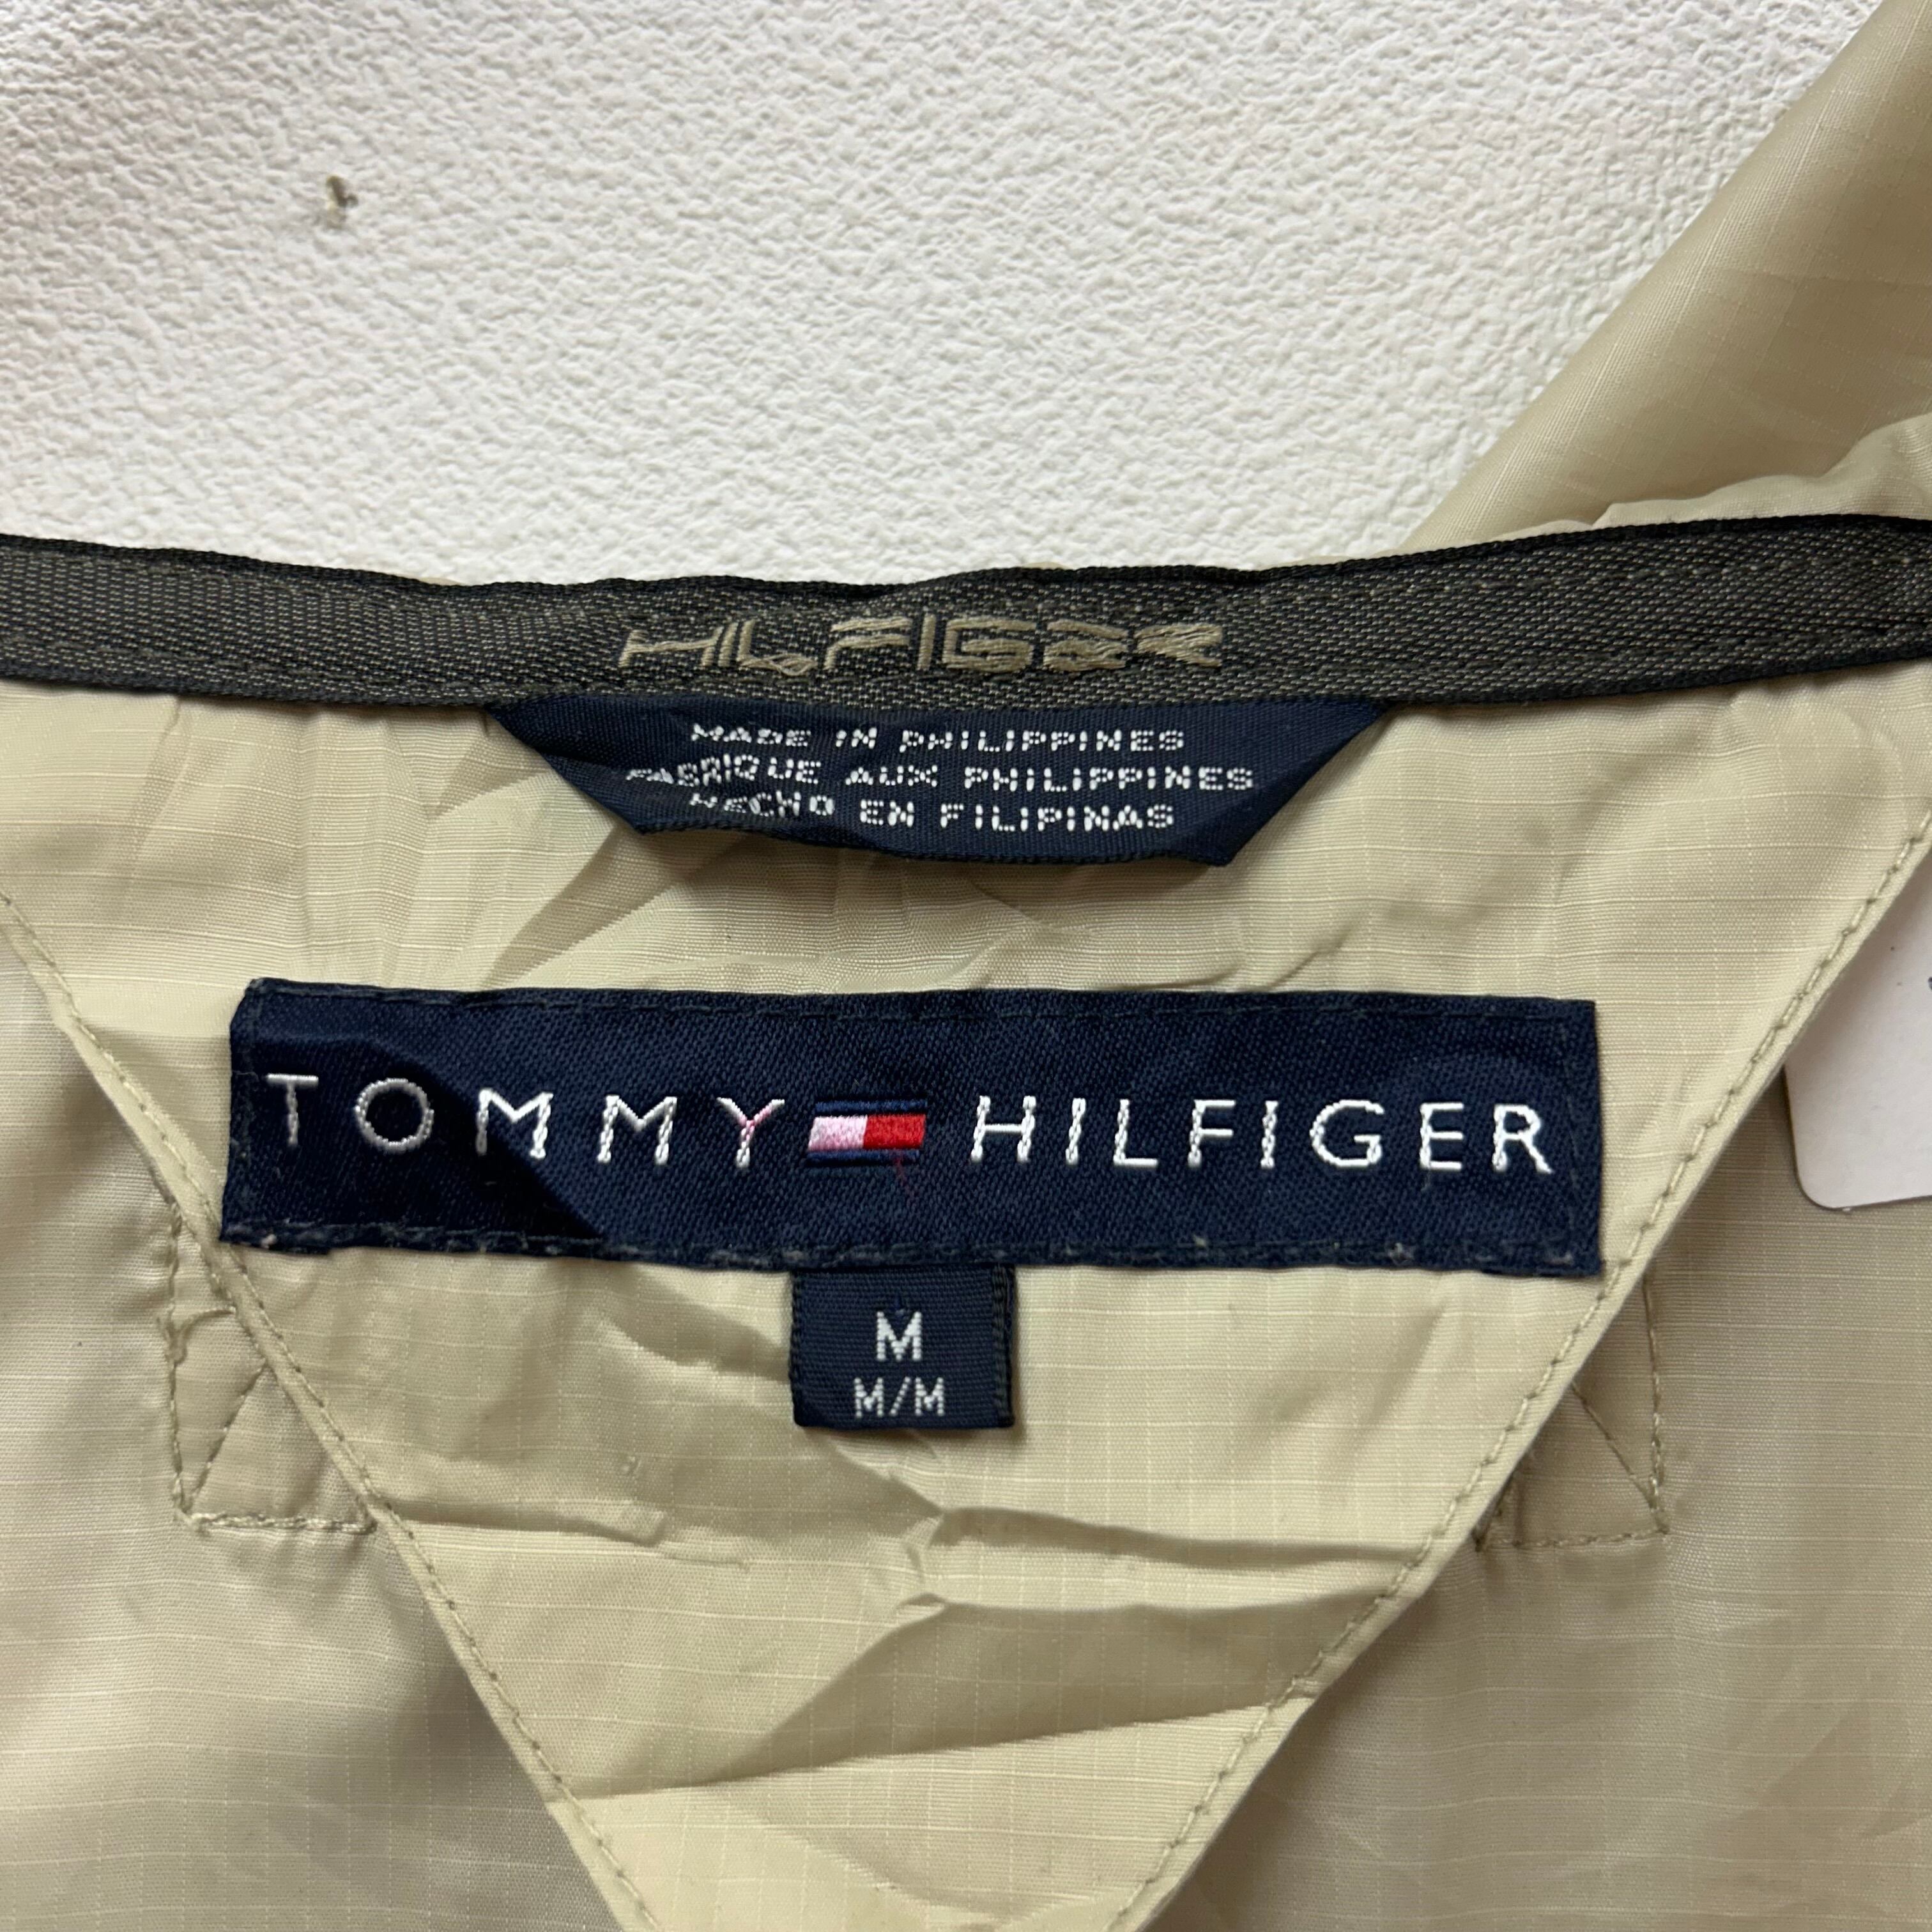 HILFIGER
MADE IN PHILIPPINES
FABRIQUE AUX PHILIPPINES
HECHO EN FILIPINAS
TOMMY HILFIGER
M
M/M